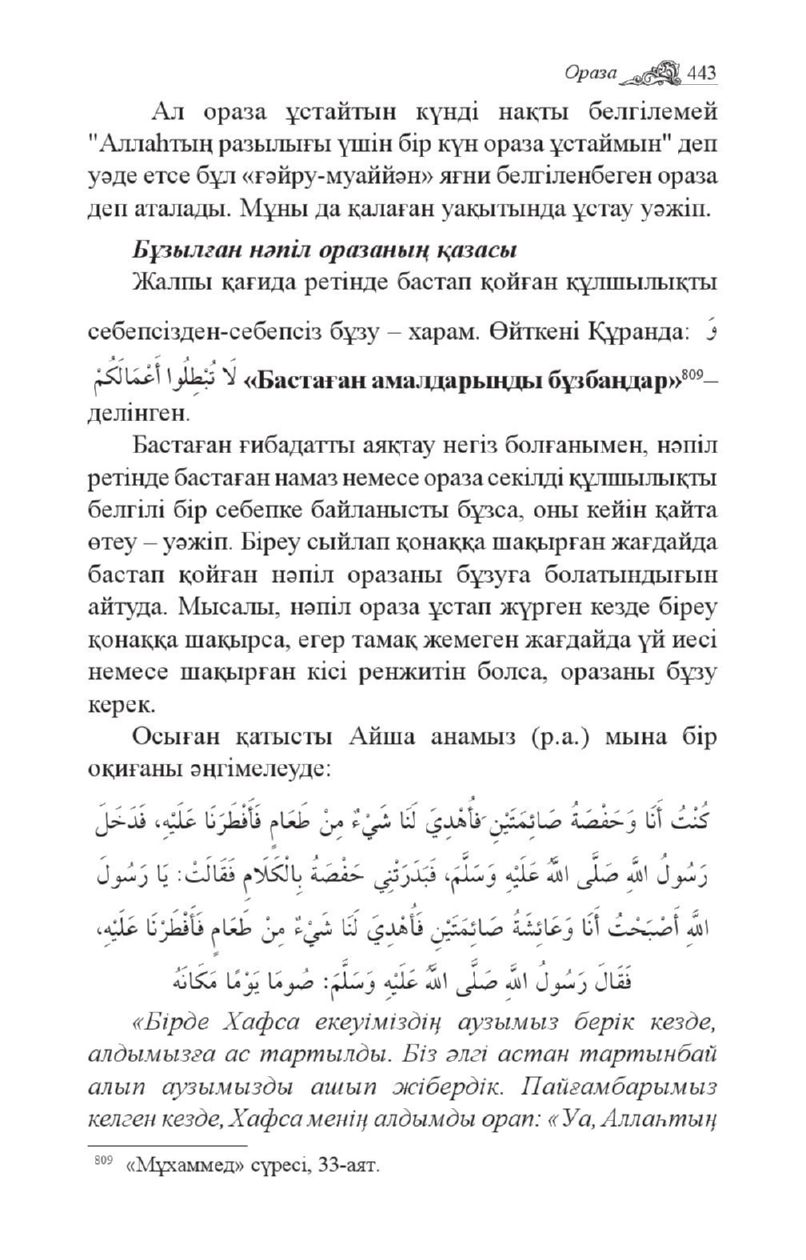 Ораза 443
Ал ораза ұстайтын күнді нақты белгілемей
"Аллаһтың разылығы үшін бір күн ораза ұстаймын" деп
уәде етсе бұл «ғәйру-муаййән» яғни белгіленбеген ораза
деп аталады. Мұны да қалаған уақытында ұстау уәжіп.
Бұзылған нәпіл оразаның қазасы
Жалпы қағида ретінде бастап қойған құлшылықты
себепсізден-себепсіз бұзу – харам. Өйткені Құранда: وَ
لَا تُبْطِلُوا أَعْمَالَكُمْ «Бастаған амалдарыңды бұзбаңдар»⁸⁰⁹–
делінген.
Бастаған ғибадатты аяқтау негіз болғанымен, нәпіл
ретінде бастаған намаз немесе ораза секілді құлшылықты
белгілі бір себепке байланысты бұзса, оны кейін қайта
өтеу – уәжіп. Біреу сыйлап қонаққа шақырған жағдайда
бастап қойған нәпіл оразаны бұзуға болатындығын
айтуда. Мысалы, нәпіл ораза ұстап жүрген кезде біреу
қонаққа шақырса, егер тамақ жемеген жағдайда үй иесі
немесе шақырған кісі ренжитін болса, оразаны бұзу
керек.
Осыған қатысты Айша анамыз (р.а.) мына бір
оқиғаны әңгімелеуде:
كُنْتُ أَنَا وَحَفْصَةُ صَائِمَتَيْنِ فَأُهْدِيَ لَنَا شَيْءٌ مِنْ طَعَامٍ فَأَفْطَرْنَا عَلَيْهِ، فَدَخَلَ
رَسُولُ اللهِ صَلَّى اللهُ عَلَيْهِ وَسَلَّمَ، فَبَدَرَتْنِي حَفْصَةُ بِالْكَلَامِ فَقَالَتْ: يَا رَسُولَ
اللهِ أَصْبَحْتُ أَنَا وَعَائِشَةُ صَائِمَتَيْنِ فَأُهْدِيَ لَنَا شَيْءٌ مِنْ طَعَامٍ فَأَفْطَرْنَا عَلَيْهِ،
فَقَالَ رَسُولُ اللهِ صَلَّى اللهُ عَلَيْهِ وَسَلَّمَ: صُومَا يَوْمًا مَكَانَهُ
«Бірде Хафса екеуіміздің аузымыз берік кезде,
алдымызға ас тартылды. Біз әлгі астан тартынбай
алып аузымызды ашып жібердік. Пайғамбарымыз
келген кезде, Хафса менің алдымды орап: «Уа, Аллаһтың
⁸⁰⁹ «Мұхаммед» сүресі, 33-аят.